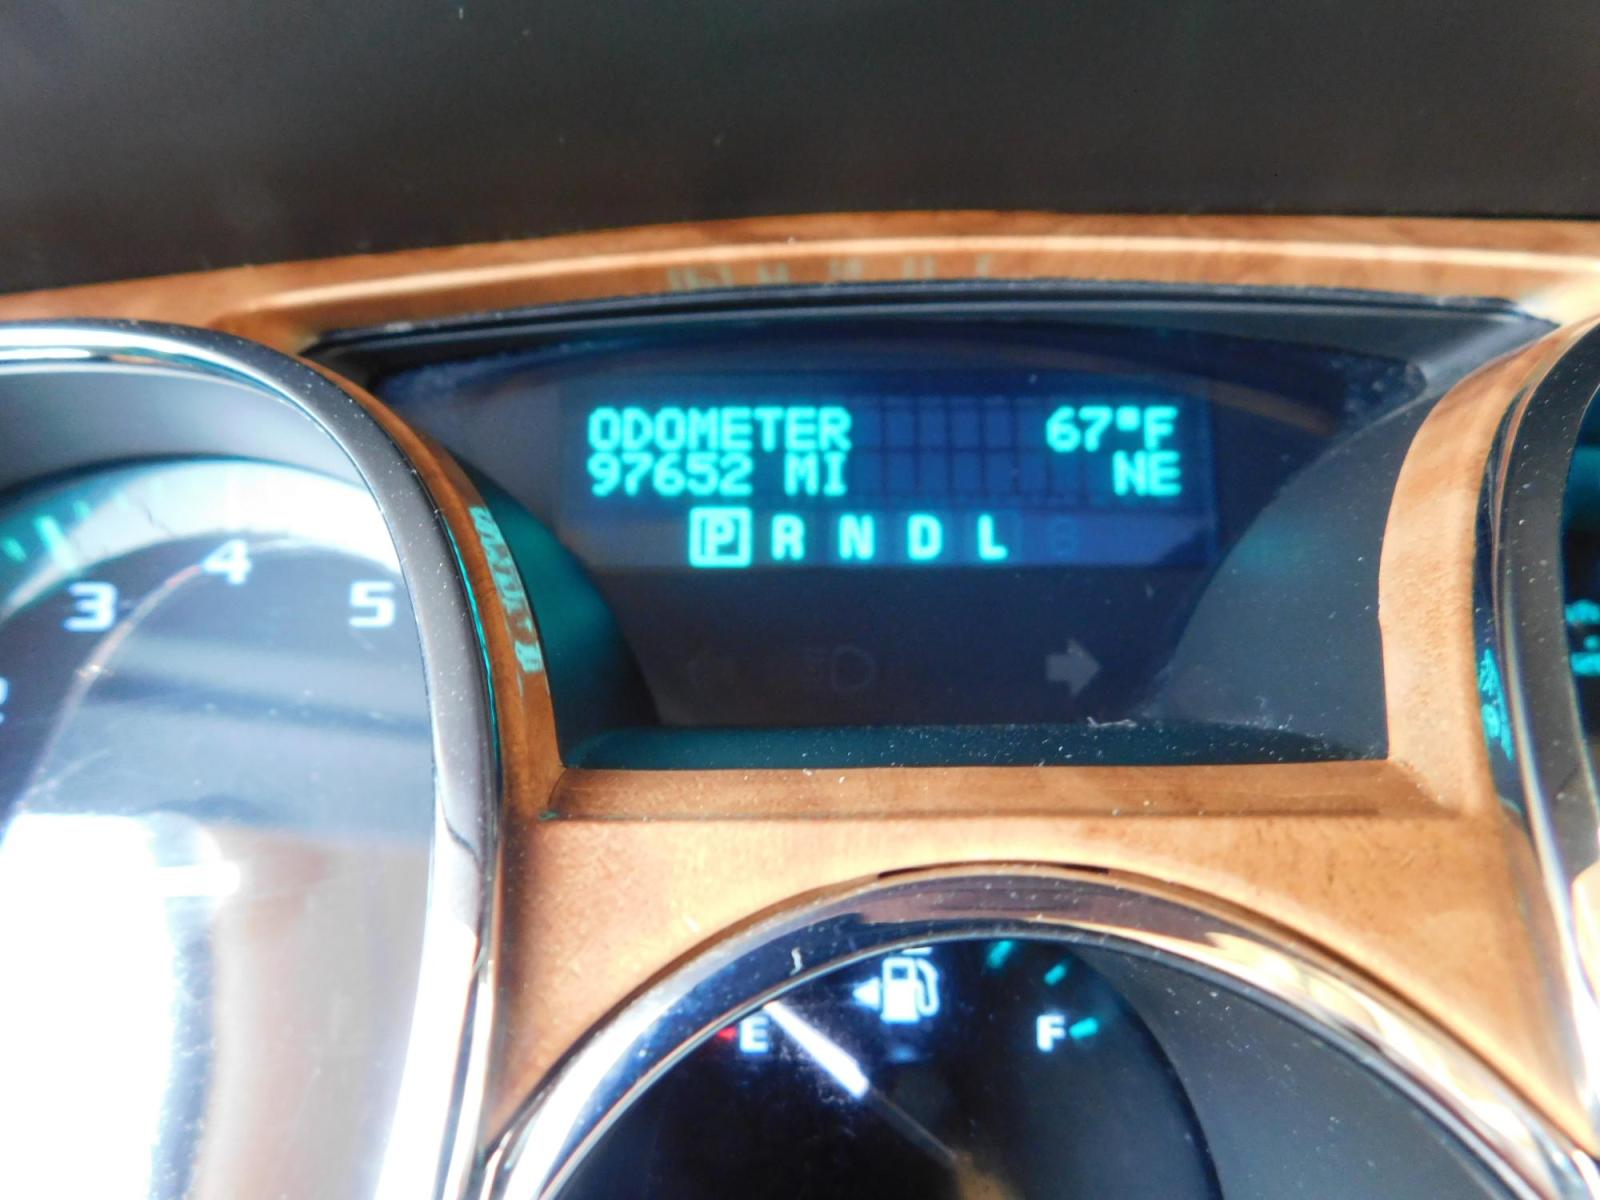 ODOMETER 67°F
97652 MI NE
P R N D L
3 4 5
E F